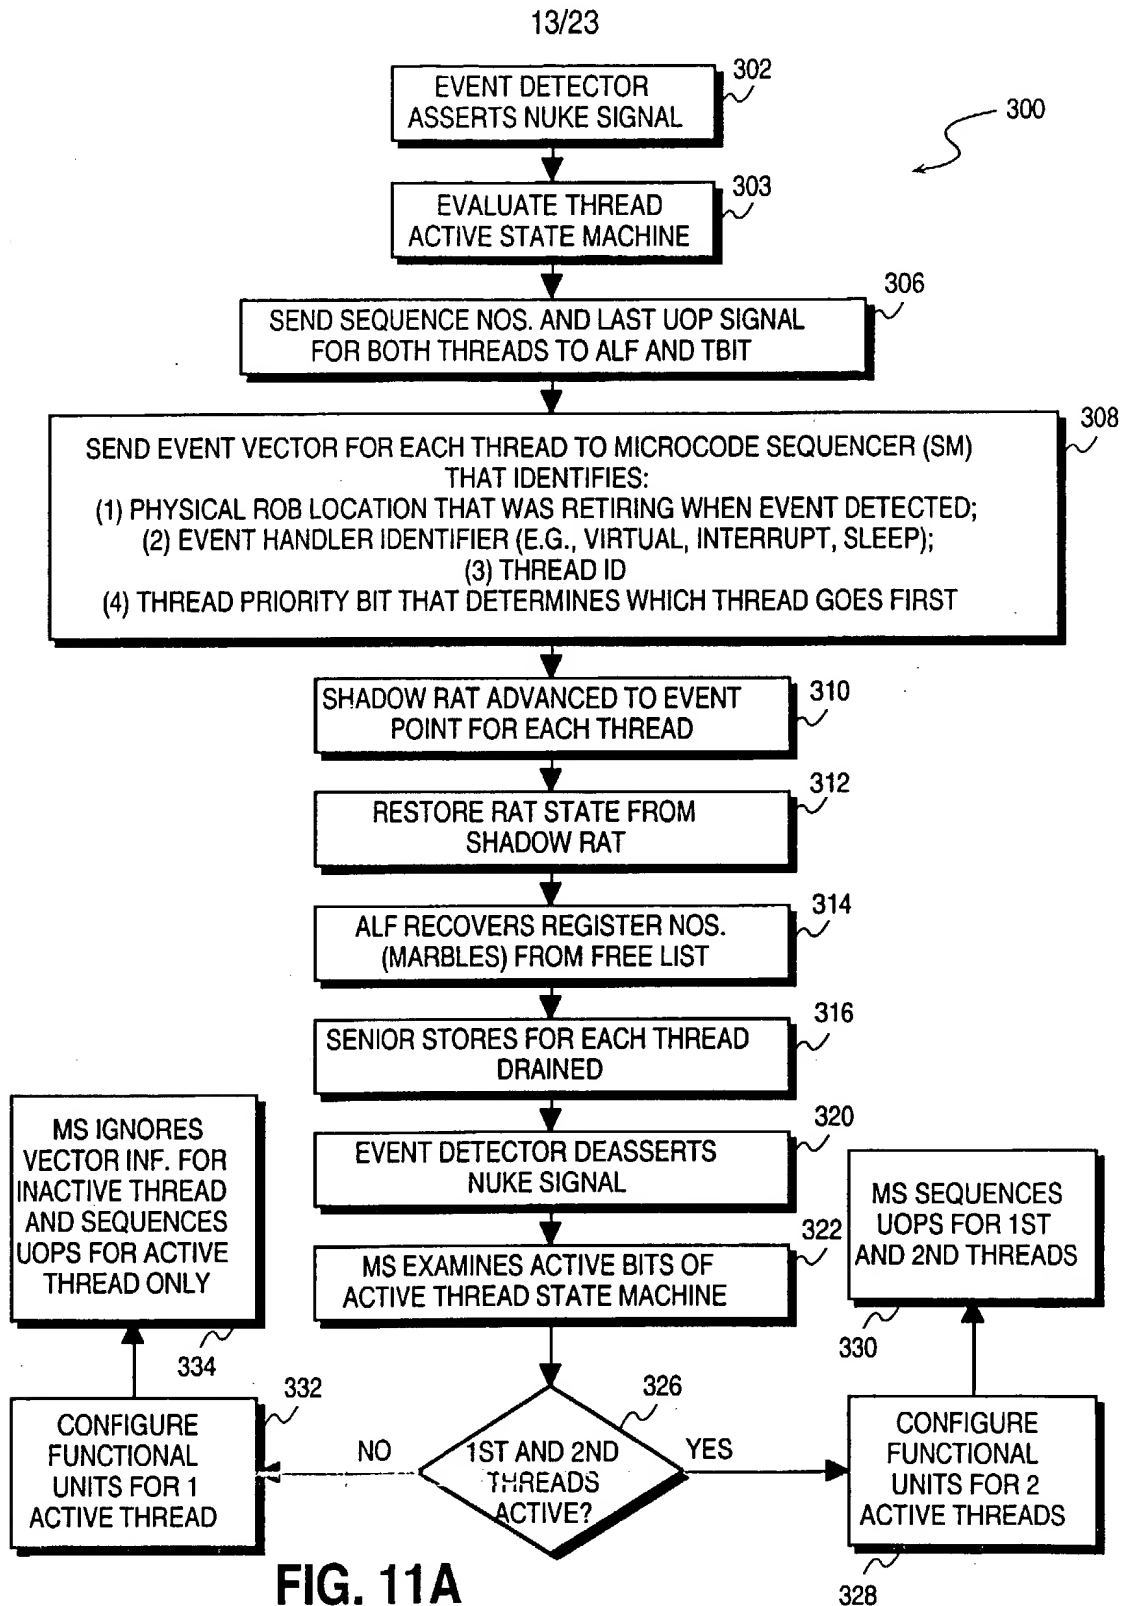 13/23
EVENT DETECTOR
ASSERTS NUKE SIGNAL
302
300
EVALUATE THREAD
ACTIVE STATE MACHINE
303
SEND SEQUENCE NOS. AND LAST UOP SIGNAL
FOR BOTH THREADS TO ALF AND TBIT
306
SEND EVENT VECTOR FOR EACH THREAD TO MICROCODE SEQUENCER (SM)
THAT IDENTIFIES:
(1) PHYSICAL ROB LOCATION THAT WAS RETIRING WHEN EVENT DETECTED;
(2) EVENT HANDLER IDENTIFIER (E.G., VIRTUAL, INTERRUPT, SLEEP);
(3) THREAD ID
(4) THREAD PRIORITY BIT THAT DETERMINES WHICH THREAD GOES FIRST
308
SHADOW RAT ADVANCED TO EVENT
POINT FOR EACH THREAD
310
RESTORE RAT STATE FROM
SHADOW RAT
312
ALF RECOVERS REGISTER NOS.
(MARBLES) FROM FREE LIST
314
SENIOR STORES FOR EACH THREAD
DRAINED
316
EVENT DETECTOR DEASSERTS
NUKE SIGNAL
320
MS EXAMINES ACTIVE BITS OF
ACTIVE THREAD STATE MACHINE
322
1ST AND 2ND
THREADS
ACTIVE?
326
NO
YES
CONFIGURE
FUNCTIONAL
UNITS FOR 1
ACTIVE THREAD
332
MS IGNORES
VECTOR INF. FOR
INACTIVE THREAD
AND SEQUENCES
UOPS FOR ACTIVE
THREAD ONLY
334
CONFIGURE
FUNCTIONAL
UNITS FOR 2
ACTIVE THREADS
328
MS SEQUENCES
UOPS FOR 1ST
AND 2ND THREADS
330
FIG. 11A